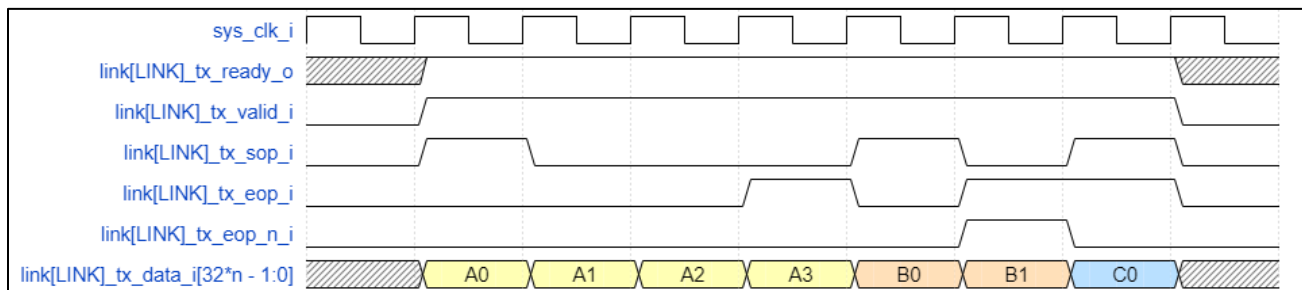 sys_clk_i
link[LINK]_tx_ready_o
link[LINK]_tx_valid_i
link[LINK]_tx_sop_i
link[LINK]_tx_eop_i
link[LINK]_tx_eop_n_i
link[LINK]_tx_data_i[32*n - 1:0] A0 A1 A2 A3 B0 B1 C0